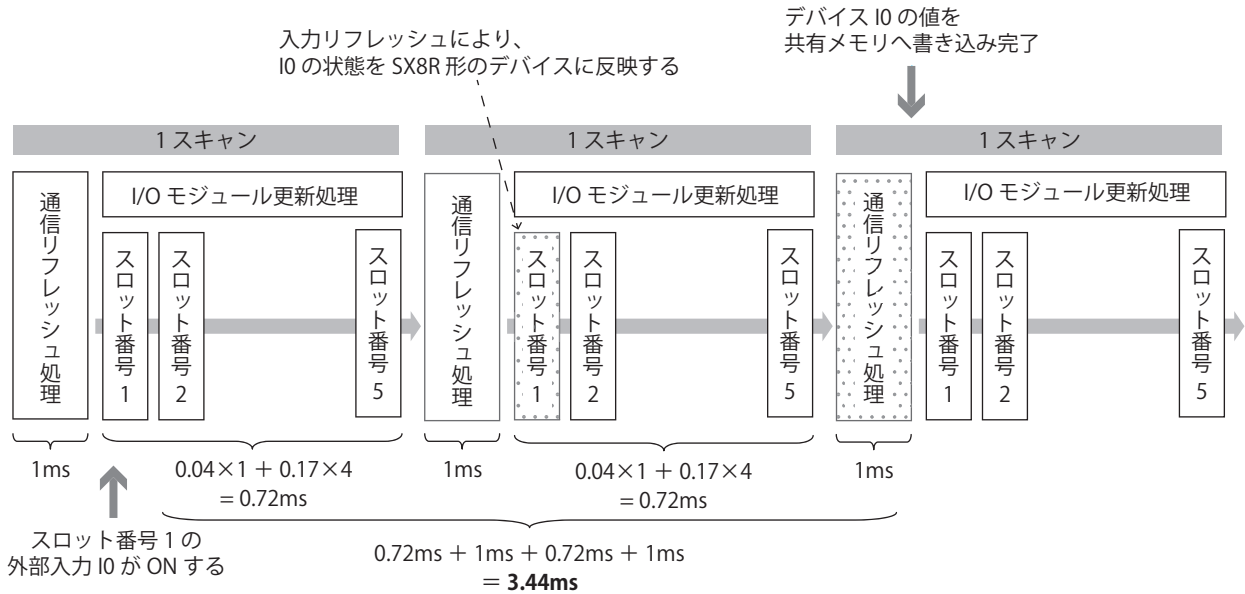 入力リフレッシュにより、
I0 の状態を SX8R 形のデバイスに反映する
デバイス I0 の値を
共有メモリへ書き込み完了
1 スキャン
1 スキャン
1 スキャン
通信リフレッシュ処理
I/O モジュール更新処理
スロット番号 1
スロット番号 2
スロット番号 5
通信リフレッシュ処理
I/O モジュール更新処理
スロット番号 1
スロット番号 2
スロット番号 5
通信リフレッシュ処理
I/O モジュール更新処理
スロット番号 1
スロット番号 2
スロット番号 5
1ms
0.04×1 + 0.17×4
= 0.72ms
1ms
0.04×1 + 0.17×4
= 0.72ms
1ms
スロット番号 1 の
外部入力 I0 が ON する
0.72ms + 1ms + 0.72ms + 1ms
= 3.44ms